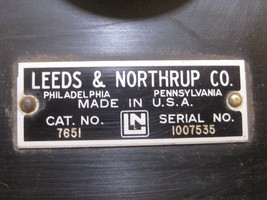 LEEDS & NORTHRUP CO.
PHILADELPHIA PENNSYLVANIA
MADE IN U.S.A.
CAT. NO. LN SERIAL NO.
7651 1007535